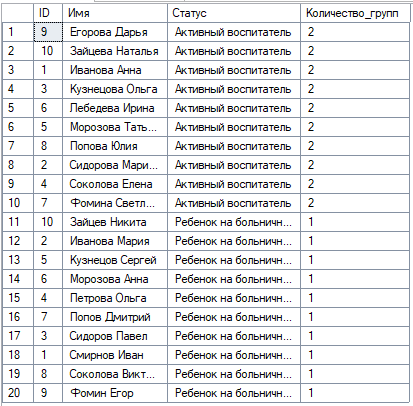 ID Имя Статус Количество_групп
1 9 Егорова Дарья Активный воспитатель 2
2 10 Зайцева Наталья Активный воспитатель 2
3 1 Иванова Анна Активный воспитатель 2
4 3 Кузнецова Ольга Активный воспитатель 2
5 6 Лебедева Ирина Активный воспитатель 2
6 5 Морозова Тать... Активный воспитатель 2
7 8 Попова Юлия Активный воспитатель 2
8 2 Сидорова Мари... Активный воспитатель 2
9 4 Соколова Елена Активный воспитатель 2
10 7 Фомина Светл... Активный воспитатель 2
11 10 Зайцев Никита Ребенок на больничн... 1
12 2 Иванова Мария Ребенок на больничн... 1
13 5 Кузнецов Сергей Ребенок на больничн... 1
14 6 Морозова Анна Ребенок на больничн... 1
15 4 Петрова Ольга Ребенок на больничн... 1
16 7 Попов Дмитрий Ребенок на больничн... 1
17 3 Сидоров Павел Ребенок на больничн... 1
18 1 Смирнов Иван Ребенок на больничн... 1
19 8 Соколова Викт... Ребенок на больничн... 1
20 9 Фомин Егор Ребенок на больничн... 1